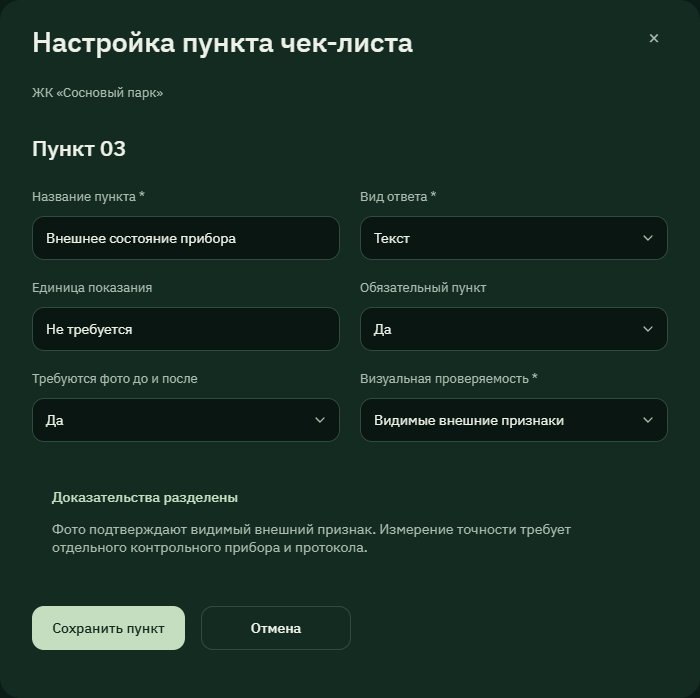 Настройка пункта чек-листа
×
ЖК «Сосновый парк»
Пункт 03
Название пункта *
Вид ответа *
Внешнее состояние прибора
Текст
Единица показания
Обязательный пункт
Не требуется
Да
Требуются фото до и после
Визуальная проверяемость *
Да
Видимые внешние признаки
Доказательства разделены
Фото подтверждают видимый внешний признак. Измерение точности требует
отдельного контрольного прибора и протокола.
Сохранить пункт
Отмена